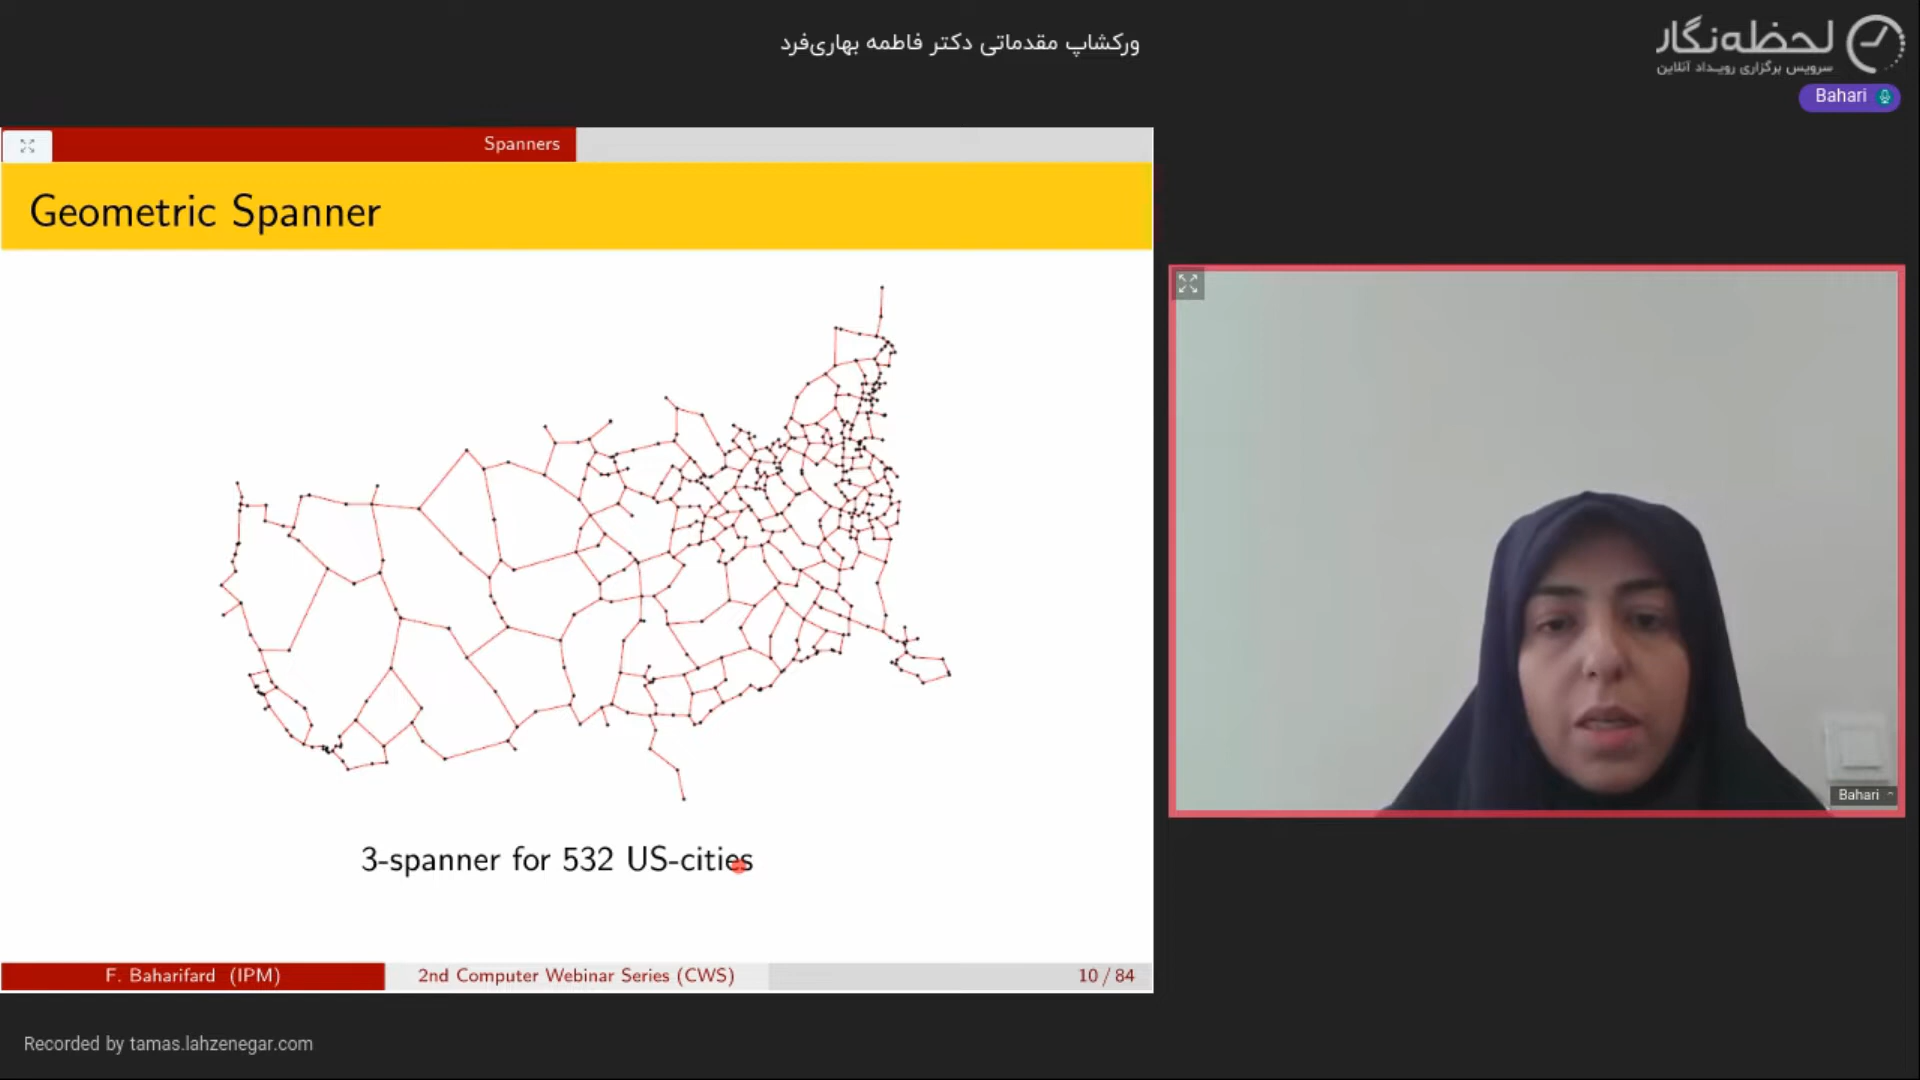 ورکشاپ مقدماتی دکتر فاطمه بهاری‌فرد
لحظه‌نگار
سرویس برگزاری رویـداد آنلاین
Bahari
Spanners
Geometric Spanner
3-spanner for 532 US-cities
Bahari
F. Baharifard (IPM)
2nd Computer Webinar Series (CWS)
10 / 84
Recorded by tamas.lahzenegar.com